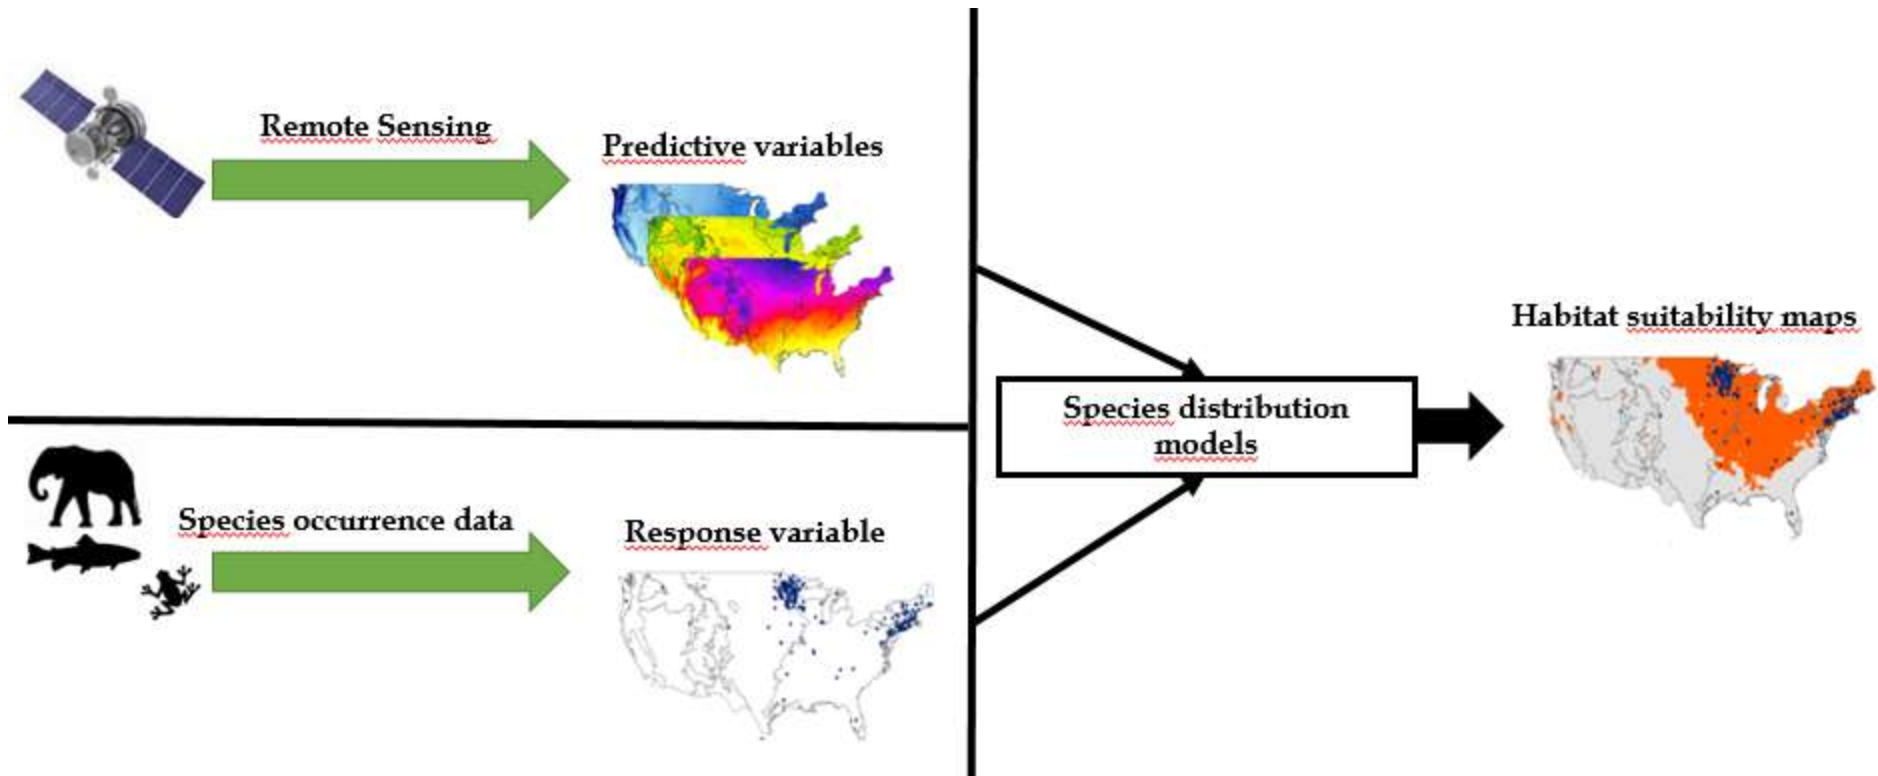 Remote Sensing
Predictive variables
Species occurrence data
Response variable
Species distribution
models
Habitat suitability maps